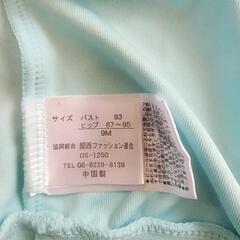 サイズ バスト 83
ヒップ 87〜95
9M
協同組合 関西ファッション連合
OS-1250
TEL 06-6228-8139
中国製